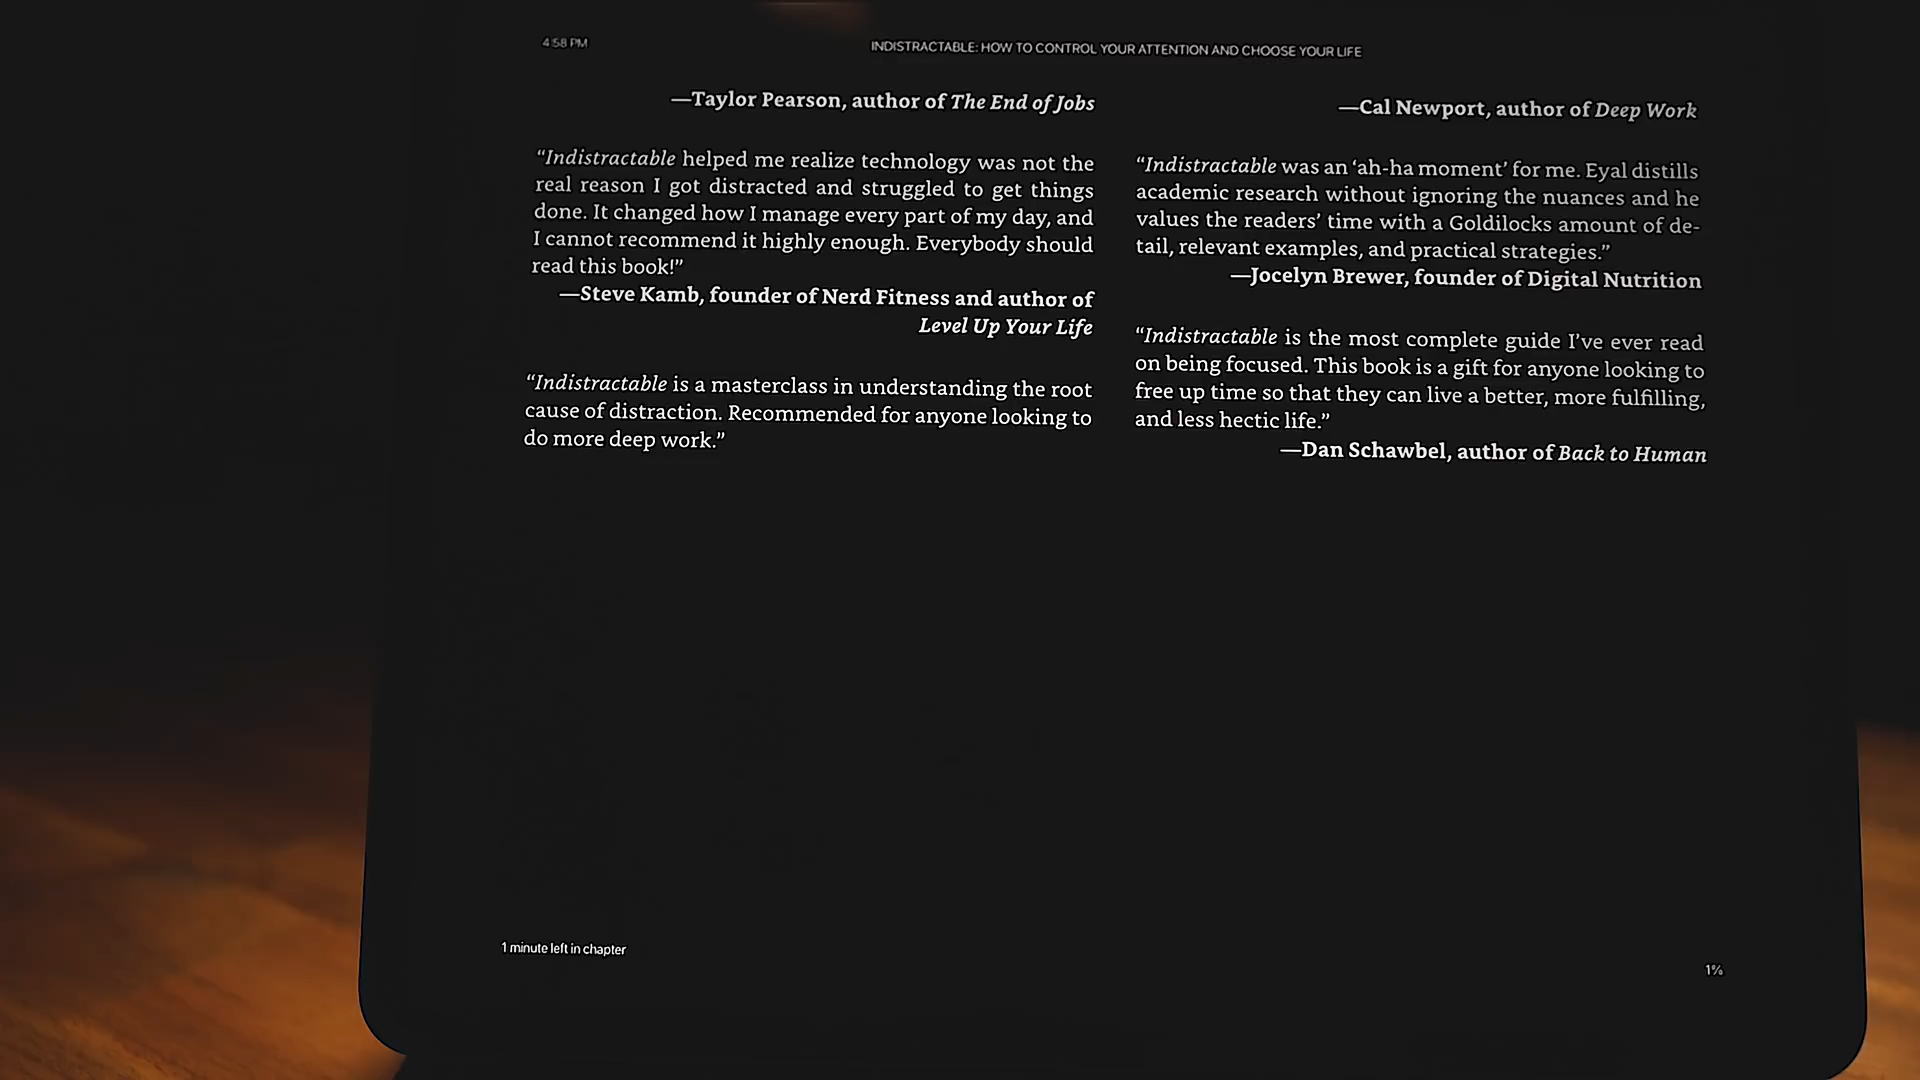 4:58 PM
INDISTRACTABLE: HOW TO CONTROL YOUR ATTENTION AND CHOOSE YOUR LIFE
—Taylor Pearson, author of The End of Jobs
“Indistractable helped me realize technology was not the
real reason I got distracted and struggled to get things
done. It changed how I manage every part of my day, and
I cannot recommend it highly enough. Everybody should
read this book!”
—Steve Kamb, founder of Nerd Fitness and author of
Level Up Your Life
“Indistractable is a masterclass in understanding the root
cause of distraction. Recommended for anyone looking to
do more deep work.”
—Cal Newport, author of Deep Work
“Indistractable was an ‘ah-ha moment’ for me. Eyal distills
academic research without ignoring the nuances and he
values the readers’ time with a Goldilocks amount of de-
tail, relevant examples, and practical strategies.”
—Jocelyn Brewer, founder of Digital Nutrition
“Indistractable is the most complete guide I’ve ever read
on being focused. This book is a gift for anyone looking to
free up time so that they can live a better, more fulfilling,
and less hectic life.”
—Dan Schawbel, author of Back to Human
1 minute left in chapter
1%